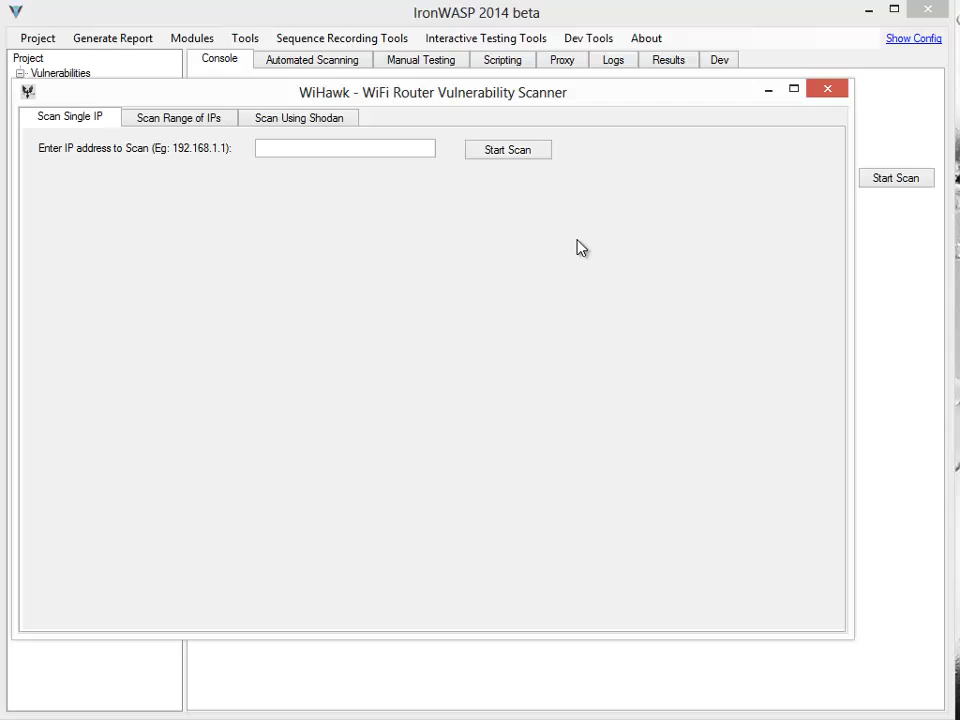 IronWASP 2014 beta
Project Generate Report Modules Tools Sequence Recording Tools Interactive Testing Tools Dev Tools About Show Config
Project
Vulnerabilities
Console Automated Scanning Manual Testing Scripting Proxy Logs Results Dev
WiHawk - WiFi Router Vulnerability Scanner
Scan Single IP Scan Range of IPs Scan Using Shodan
Enter IP address to Scan (Eg: 192.168.1.1): Start Scan
Start Scan